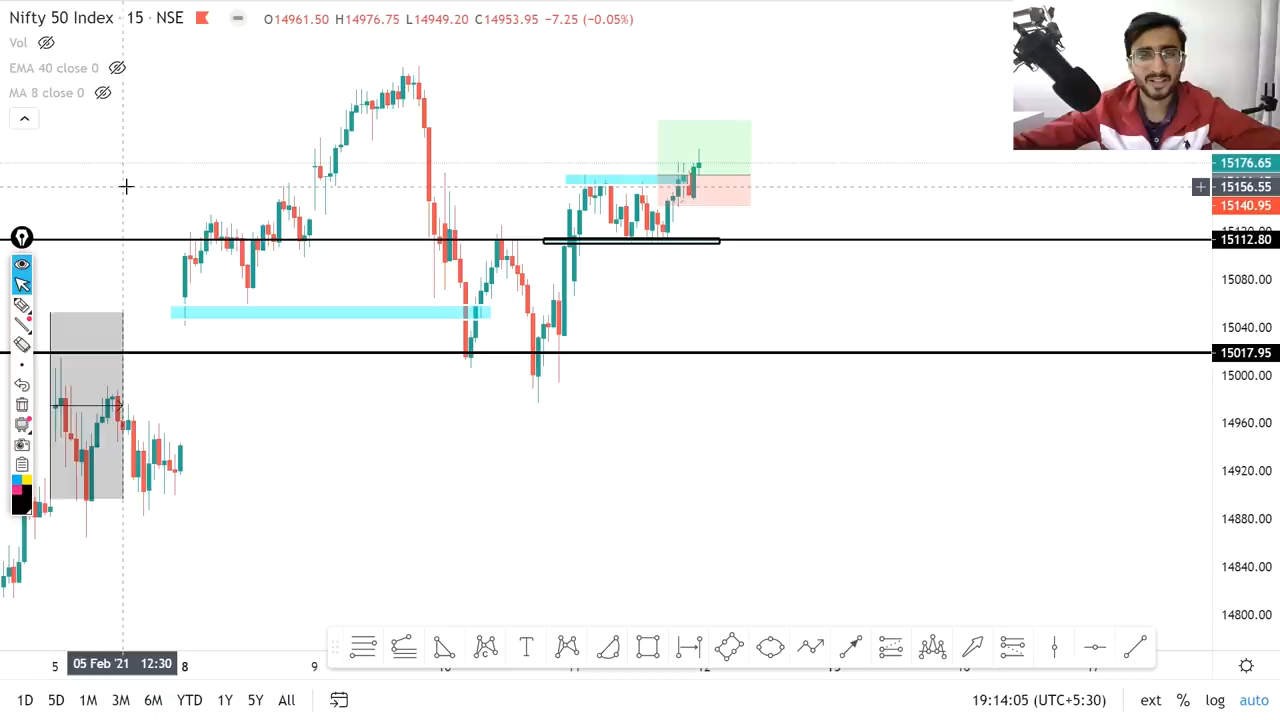 Nifty 50 Index · 15 · NSE
O14961.50 H14976.75 L14949.20 C14953.95 −7.25 (−0.05%)
Vol
EMA 40 close 0
MA 8 close 0
15176.65
15156.55
15140.95
15112.80
15080.00
15040.00
15017.95
15000.00
14960.00
14920.00
14880.00
14840.00
14800.00
T
5
05 Feb '21 12:30
8
9
12
1D 5D 1M 3M 6M YTD 1Y 5Y All
19:14:05 (UTC+5:30)
ext % log auto